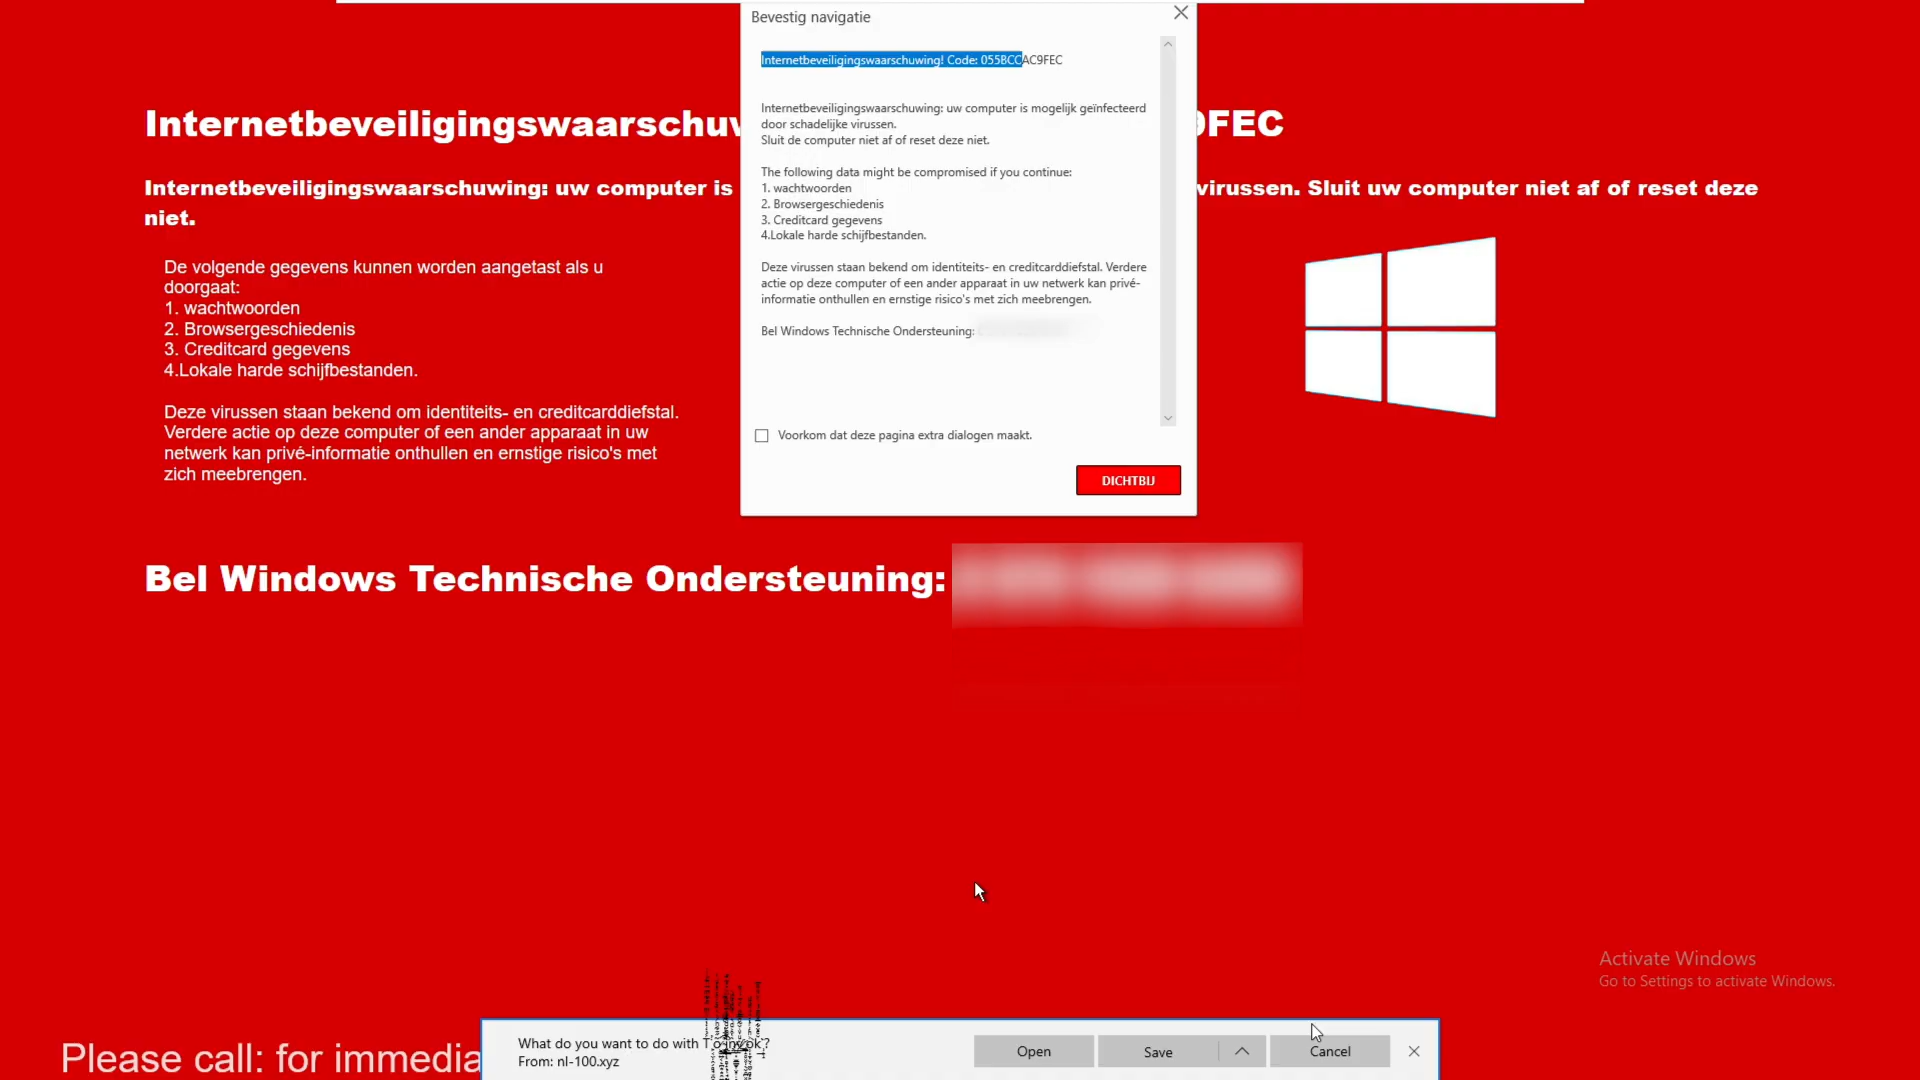 Bevestig navigatie
Internetbeveiligingswaarschuwing! Code: 055BCCAC9FEC
Internetbeveiligingswaarschuwing: uw computer is mogelijk geïnfecteerd
door schadelijke virussen.
Sluit de computer niet af of reset deze niet.
The following data might be compromised if you continue:
1. wachtwoorden
2. Browsergeschiedenis
3. Creditcard gegevens
4.Lokale harde schijfbestanden.
Deze virussen staan bekend om identiteits- en creditcarddiefstal. Verdere
actie op deze computer of een ander apparaat in uw netwerk kan privé-
informatie onthullen en ernstige risico's met zich meebrengen.
Bel Windows Technische Ondersteuning:
Voorkom dat deze pagina extra dialogen maakt.
DICHTBIJ
Internetbeveiligingswaarschuw 9FEC
Internetbeveiligingswaarschuwing: uw computer is virussen. Sluit uw computer niet af of reset deze
niet.
De volgende gegevens kunnen worden aangetast als u
doorgaat:
1. wachtwoorden
2. Browsergeschiedenis
3. Creditcard gegevens
4.Lokale harde schijfbestanden.
Deze virussen staan bekend om identiteits- en creditcarddiefstal.
Verdere actie op deze computer of een ander apparaat in uw
netwerk kan privé-informatie onthullen en ernstige risico's met
zich meebrengen.
Bel Windows Technische Ondersteuning:
Activate Windows
Go to Settings to activate Windows.
Please call: for immedia
What do you want to do with
From: nl-100.xyz
Open
Save
Cancel